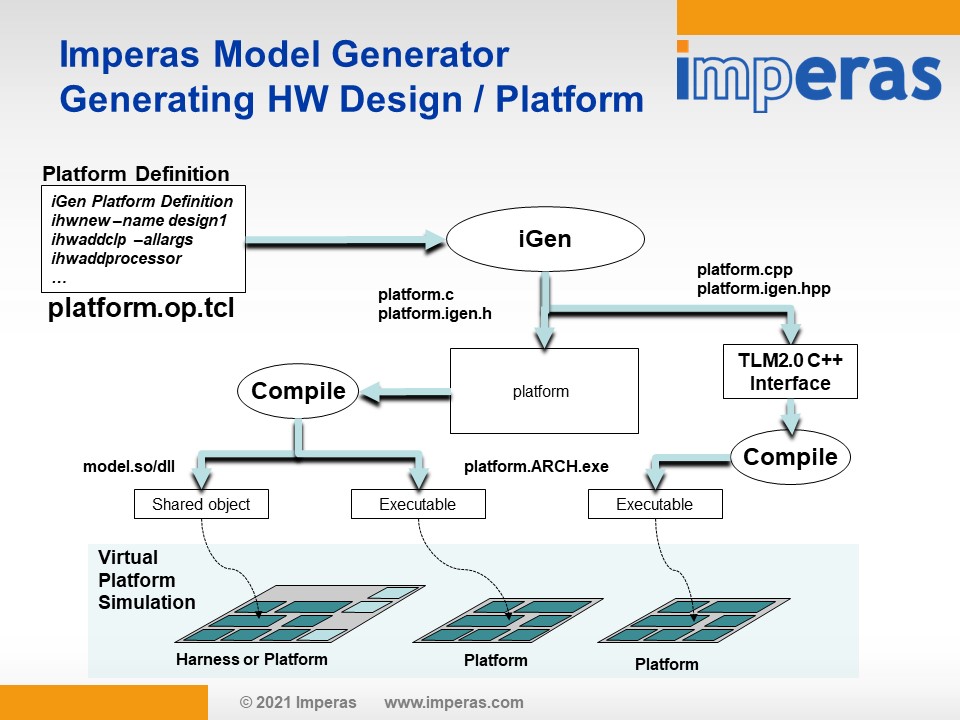 Imperas Model Generator
Generating HW Design / Platform
imperas
Platform Definition
iGen Platform Definition
ihwnew –name design1
ihwaddclp –allargs
ihwaddprocessor
…
platform.op.tcl
iGen
platform.c
platform.igen.h
platform.cpp
platform.igen.hpp
TLM2.0 C++
Interface
platform
Compile
Compile
model.so/dll
platform.ARCH.exe
Shared object
Executable
Executable
Virtual
Platform
Simulation
Harness or Platform
Platform
Platform
© 2021 Imperas www.imperas.com